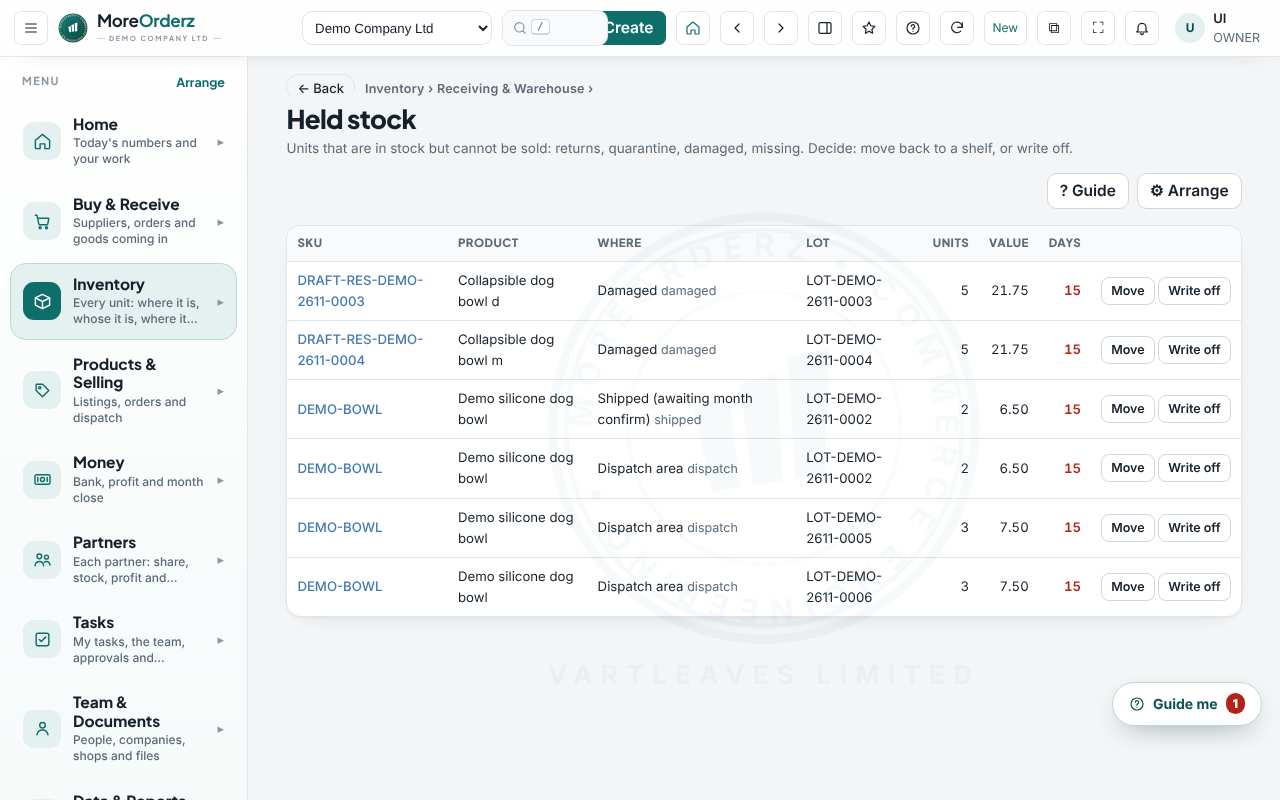 MoreOrderz
DEMO COMPANY LTD
Demo Company Ltd
/
Create
New
U
UI
OWNER
MENU
Arrange
Home
Today's numbers and
your work
Buy & Receive
Suppliers, orders and
goods coming in
Inventory
Every unit: where it is,
whose it is, where it...
Products &
Selling
Listings, orders and
dispatch
Money
Bank, profit and month
close
Partners
Each partner: share,
stock, profit and...
Tasks
My tasks, the team,
approvals and...
Team &
Documents
People, companies,
shops and files
Data & Reports
← Back
Inventory › Receiving & Warehouse ›
Held stock
Units that are in stock but cannot be sold: returns, quarantine, damaged, missing. Decide: move back to a shelf, or write off.
? Guide
⚙ Arrange
SKU PRODUCT WHERE LOT UNITS VALUE DAYS
DRAFT-RES-DEMO-
2611-0003
Collapsible dog
bowl d
Damaged damaged
LOT-DEMO-
2611-0003
5 21.75 15 Move Write off
DRAFT-RES-DEMO-
2611-0004
Collapsible dog
bowl m
Damaged damaged
LOT-DEMO-
2611-0004
5 21.75 15 Move Write off
DEMO-BOWL
Demo silicone dog
bowl
Shipped (awaiting month
confirm) shipped
LOT-DEMO-
2611-0002
2 6.50 15 Move Write off
DEMO-BOWL
Demo silicone dog
bowl
Dispatch area dispatch
LOT-DEMO-
2611-0002
2 6.50 15 Move Write off
DEMO-BOWL
Demo silicone dog
bowl
Dispatch area dispatch
LOT-DEMO-
2611-0005
3 7.50 15 Move Write off
DEMO-BOWL
Demo silicone dog
bowl
Dispatch area dispatch
LOT-DEMO-
2611-0006
3 7.50 15 Move Write off
VARTLEAVES LIMITED
Guide me 1